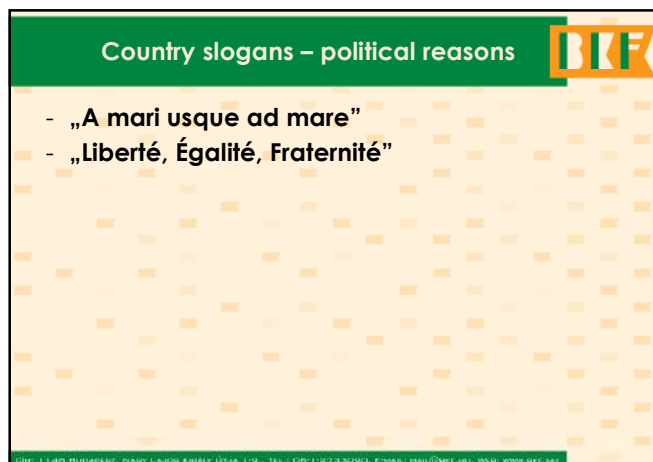 Country slogans – political reasons
BKF
- „A mari usque ad mare”
- „Liberté, Égalité, Fraternité”